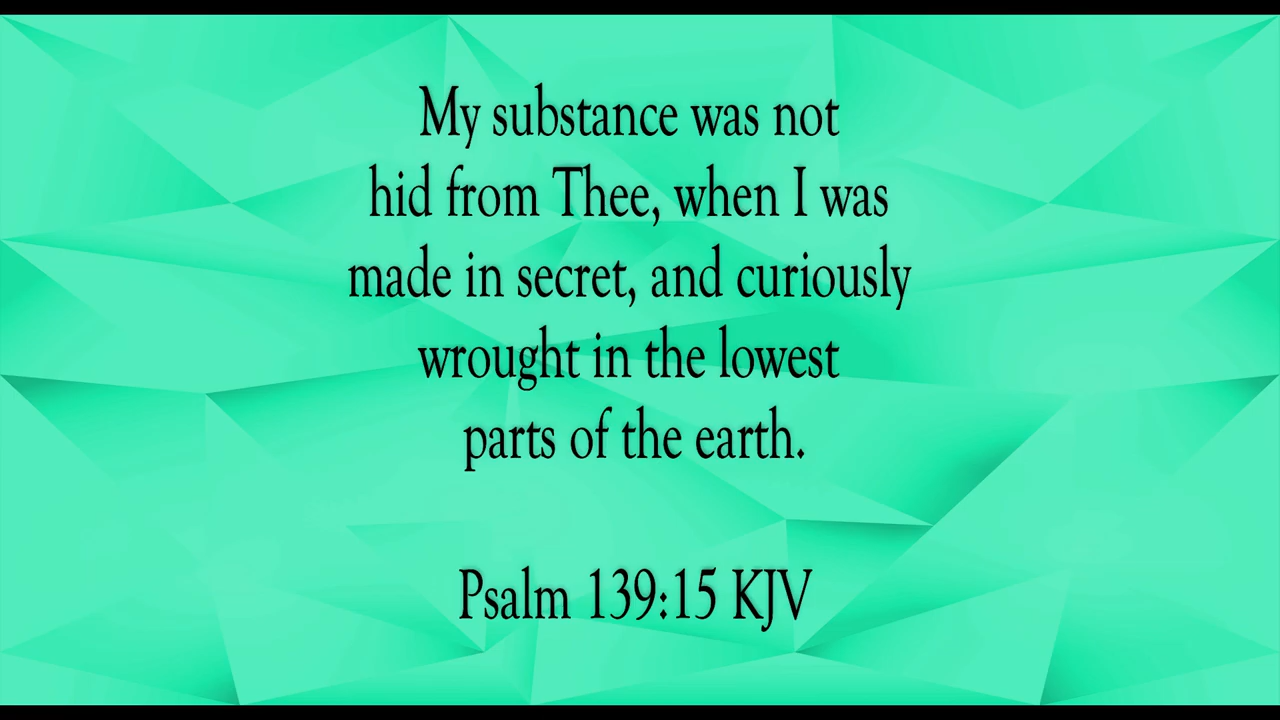 My substance was not
hid from Thee, when I was
made in secret, and curiously
wrought in the lowest
parts of the earth.
Psalm 139:15 KJV